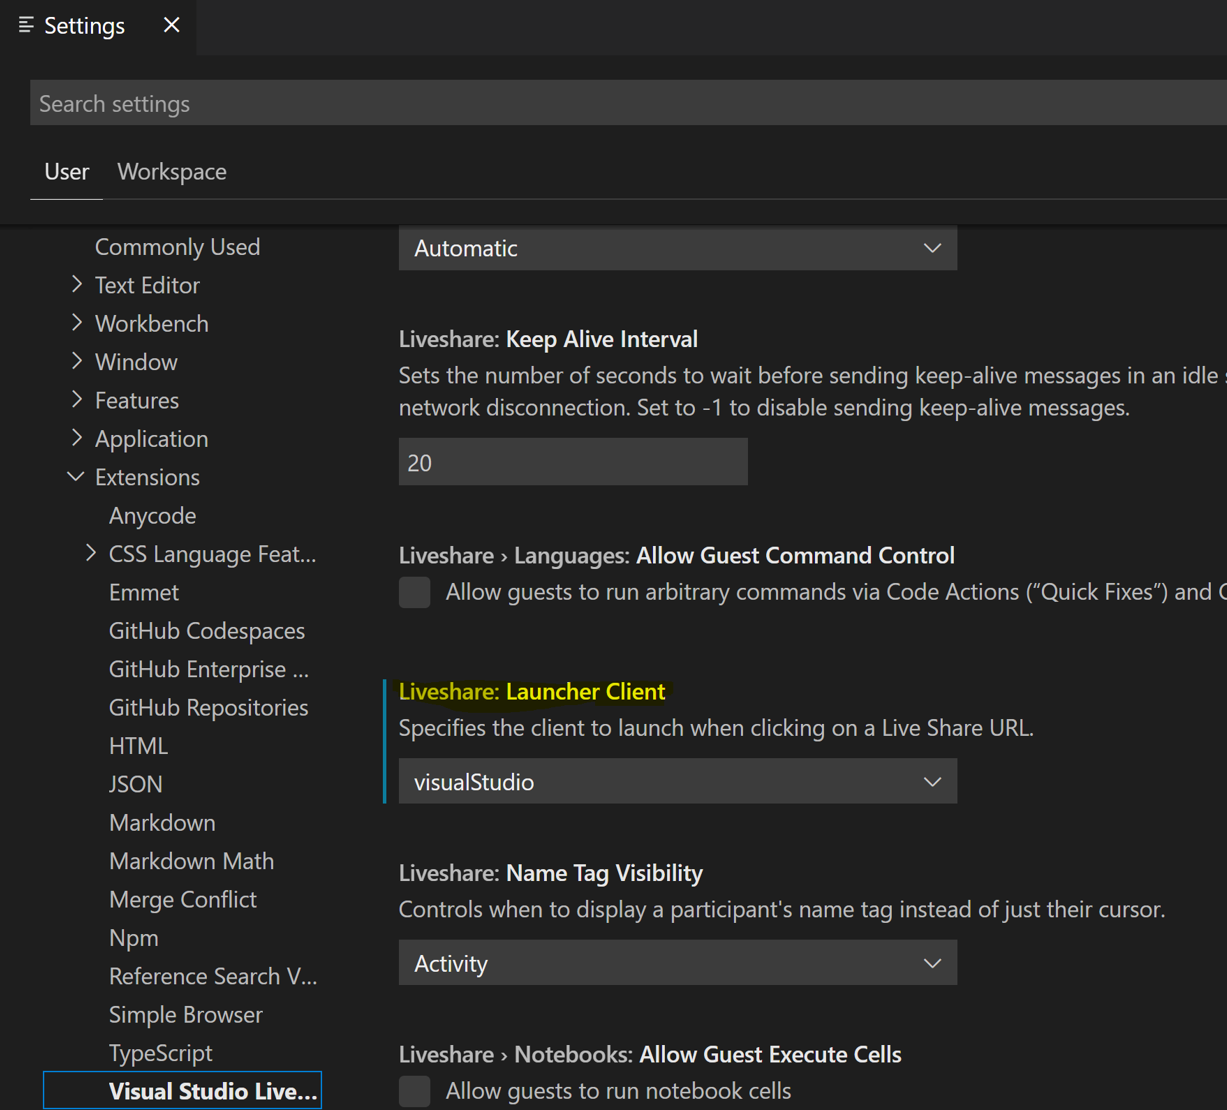 Settings
Search settings
User
Workspace
Commonly Used
Text Editor
Workbench
Window
Features
Application
Extensions
Anycode
CSS Language Feat...
Emmet
GitHub Codespaces
GitHub Enterprise ...
GitHub Repositories
HTML
JSON
Markdown
Markdown Math
Merge Conflict
Npm
Reference Search V...
Simple Browser
TypeScript
Visual Studio Live...
Automatic
Liveshare: Keep Alive Interval
Sets the number of seconds to wait before sending keep-alive messages in an idle
network disconnection. Set to -1 to disable sending keep-alive messages.
20
Liveshare › Languages: Allow Guest Command Control
Allow guests to run arbitrary commands via Code Actions (“Quick Fixes”) and
Liveshare: Launcher Client
Specifies the client to launch when clicking on a Live Share URL.
visualStudio
Liveshare: Name Tag Visibility
Controls when to display a participant's name tag instead of just their cursor.
Activity
Liveshare › Notebooks: Allow Guest Execute Cells
Allow guests to run notebook cells